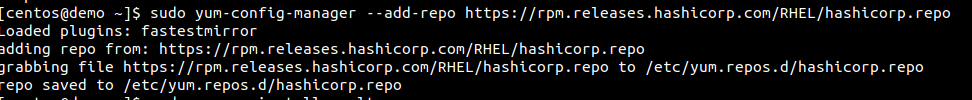 [centos@demo ~]$ sudo yum-config-manager --add-repo https://rpm.releases.hashicorp.com/RHEL/hashicorp.repo
Loaded plugins: fastestmirror
adding repo from: https://rpm.releases.hashicorp.com/RHEL/hashicorp.repo
grabbing file https://rpm.releases.hashicorp.com/RHEL/hashicorp.repo to /etc/yum.repos.d/hashicorp.repo
repo saved to /etc/yum.repos.d/hashicorp.repo